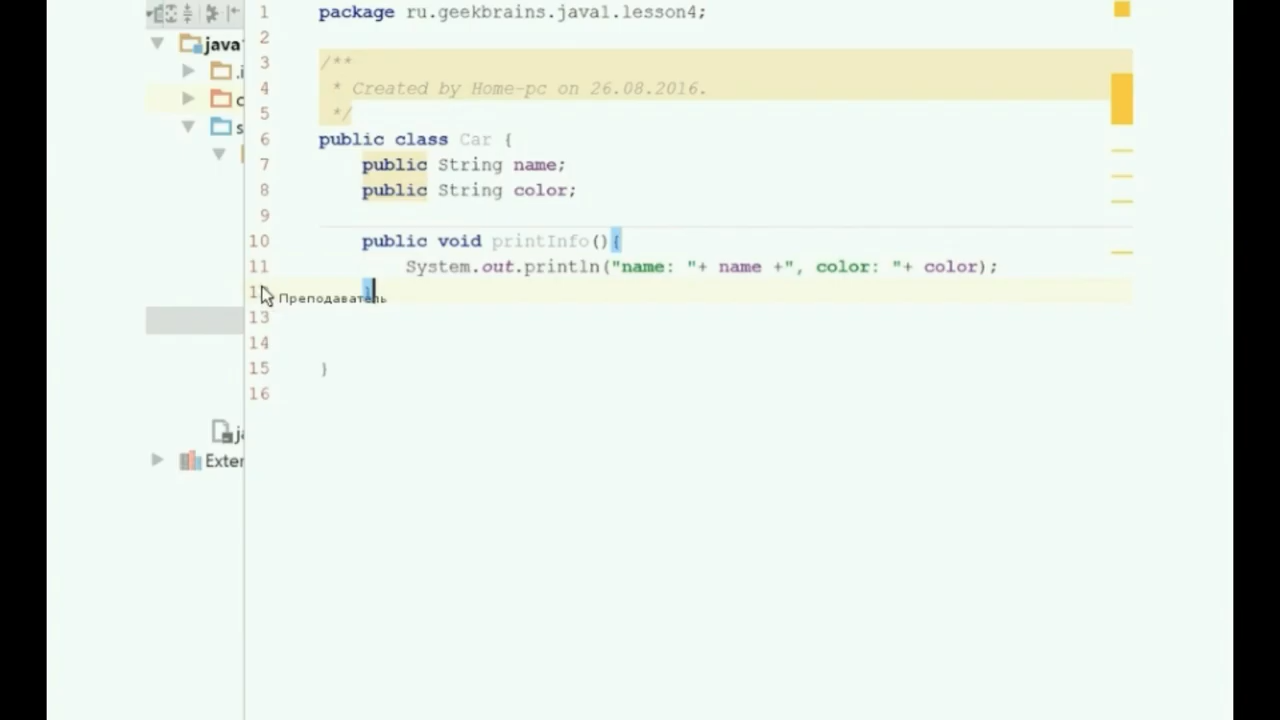 package ru.geekbrains.java1.lesson4;
/**
* Created by Home-pc on 26.08.2016.
*/
public class Car {
public String name;
public String color;
public void printInfo(){
System.out.println("name: "+ name +", color: "+ color);
}
Преподаватель
}
1
2
3
4
5
6
7
8
9
10
11
13
14
15
16
java
Exter